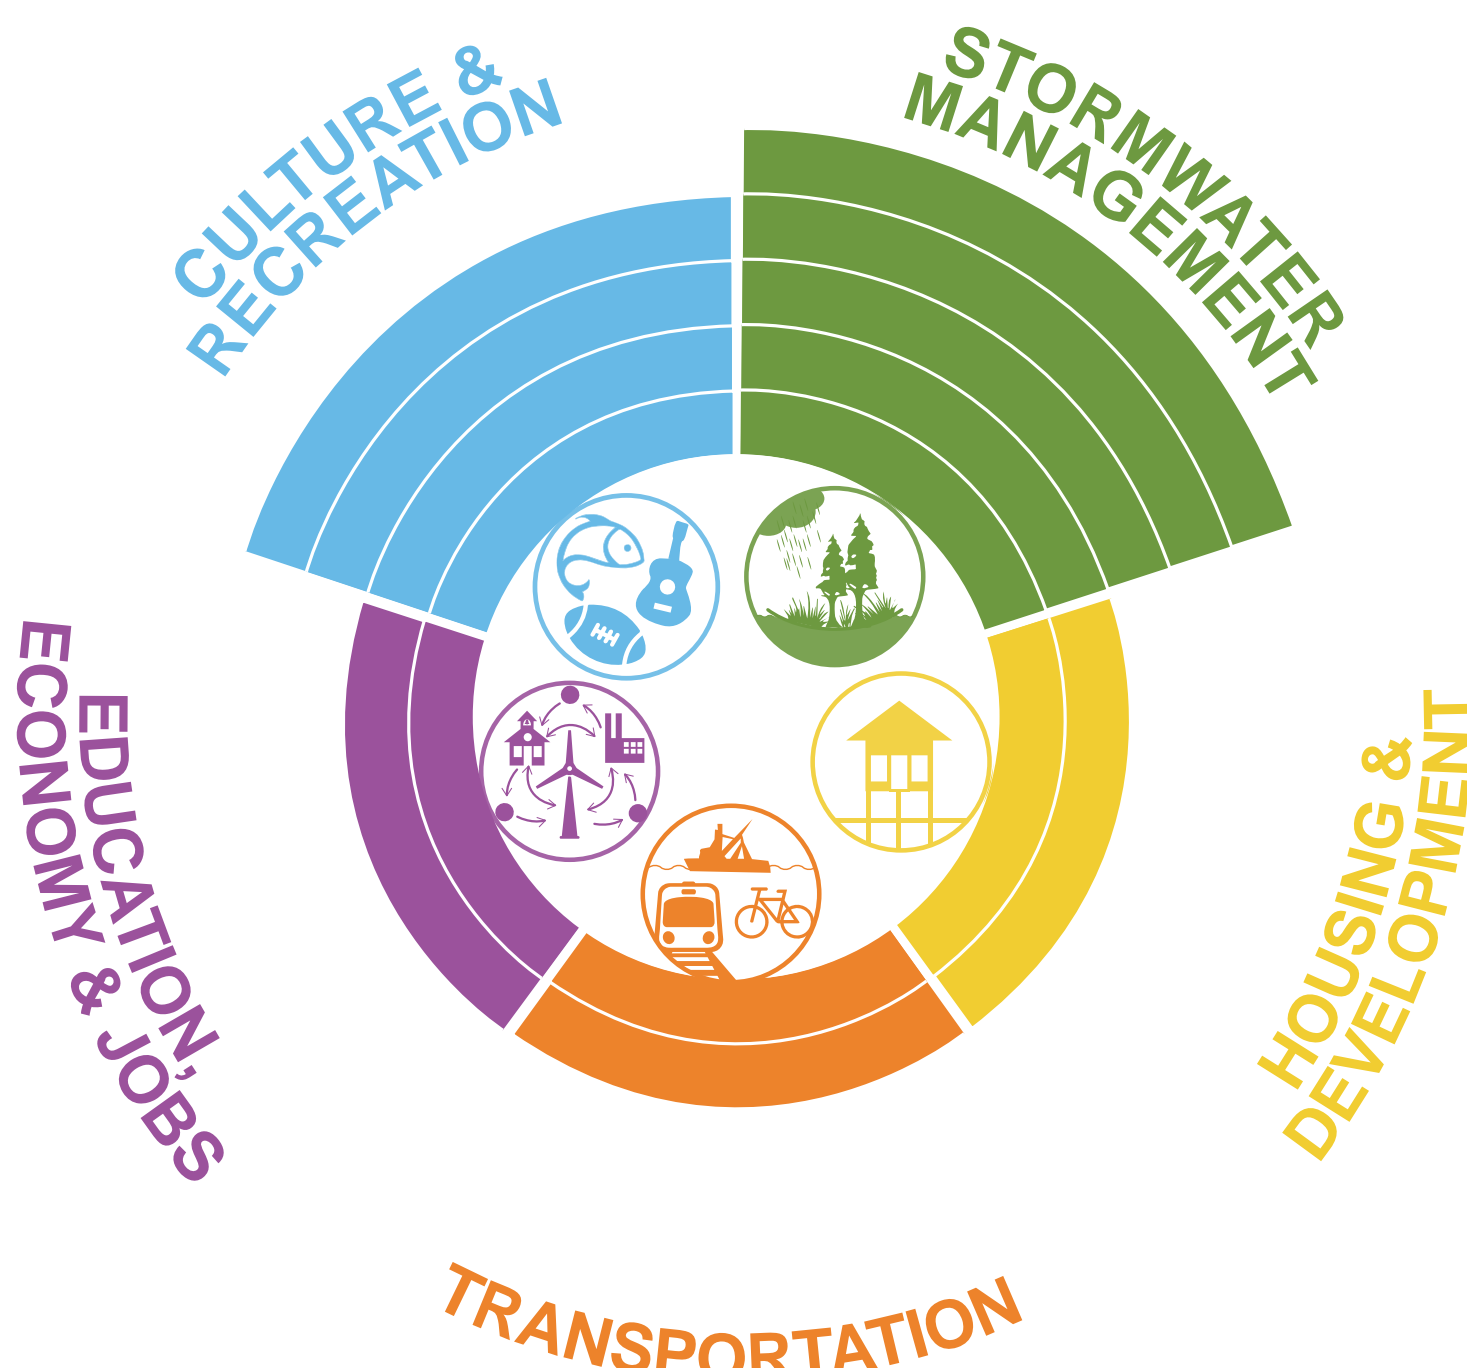 CULTURE &
RECREATION
STORMWATER
MANAGEMENT
EDUCATION,
ECONOMY & JOBS
HOUSING &
DEVELOPMENT
TRANSPORTATION